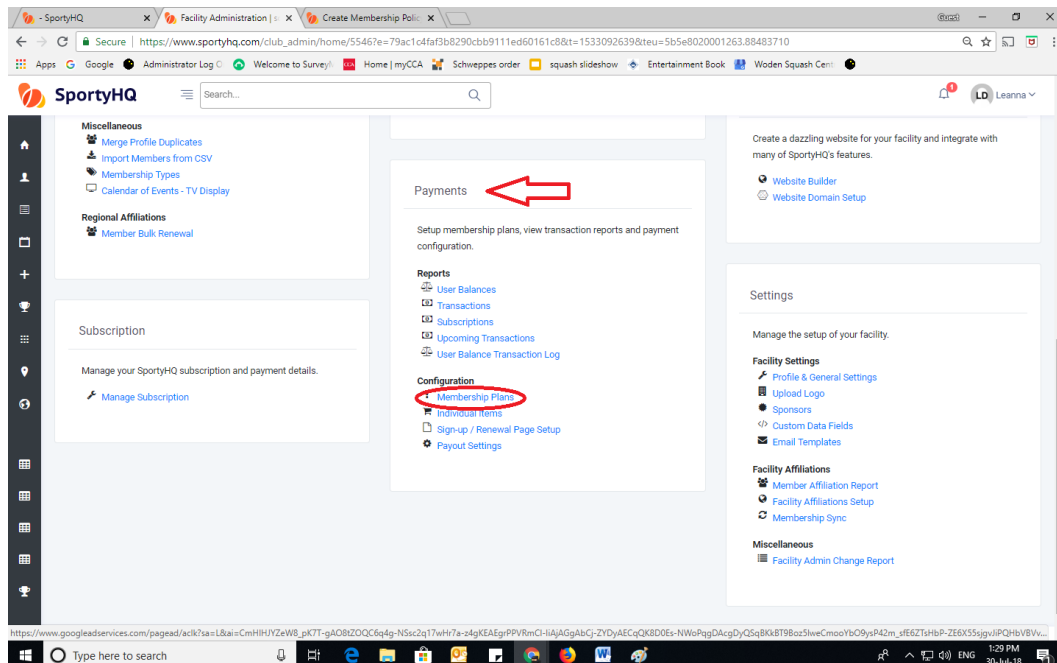 - SportyHQ
Facility Administration | s
Create Membership Polic
Guest
Secure | https://www.sportyhq.com/club_admin/home/5546?e=79ac1c4faf3b8290cbb9111ed60161c8&t=1533092639&teu=5b5e8020001263.88483710
Apps Google Administrator Log O Welcome to Survey Home | myCCA Schweppes order squash slideshow Entertainment Book Woden Squash Cent
SportyHQ
Search...
1
LD Leanna
Miscellaneous
Merge Profile Duplicates
Import Members from CSV
Membership Types
Calendar of Events - TV Display
Regional Affiliations
Member Bulk Renewal
Subscription
Manage your SportyHQ subscription and payment details.
Manage Subscription
Payments
Setup membership plans, view transaction reports and payment
configuration.
Reports
User Balances
Transactions
Subscriptions
Upcoming Transactions
User Balance Transaction Log
Configuration
Membership Plans
Individual Items
Sign-up / Renewal Page Setup
Payout Settings
Create a dazzling website for your facility and integrate with
many of SportyHQ's features.
Website Builder
Website Domain Setup
Settings
Manage the setup of your facility.
Facility Settings
Profile & General Settings
Upload Logo
Sponsors
Custom Data Fields
Email Templates
Facility Affiliations
Member Affiliation Report
Facility Affiliations Setup
Membership Sync
Miscellaneous
Facility Admin Change Report
Type here to search
ENG
1:29 PM
30-Jul-18